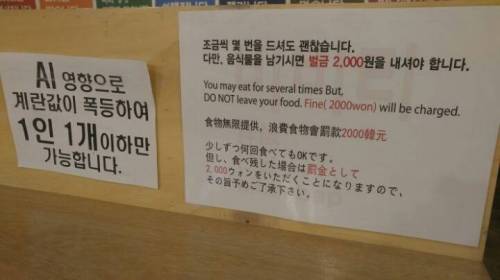 AI 영향으로
계란값이 폭등하여
1인 1개이하만
가능합니다.
조금씩 몇 번을 드셔도 괜찮습니다.
다만, 음식물을 남기시면 벌금 2,000원을 내셔야 합니다.
You may eat for several times But,
DO NOT leave your food. Fine( 2000won) will be charged.
食物無限提供，浪費食物會罰款2000韓元
少しずつ何回食べてもOKです。
但し、食べ残した場合は罰金として
2,000ウォンをいただくことになりますので、
その旨予めご了承下さい。